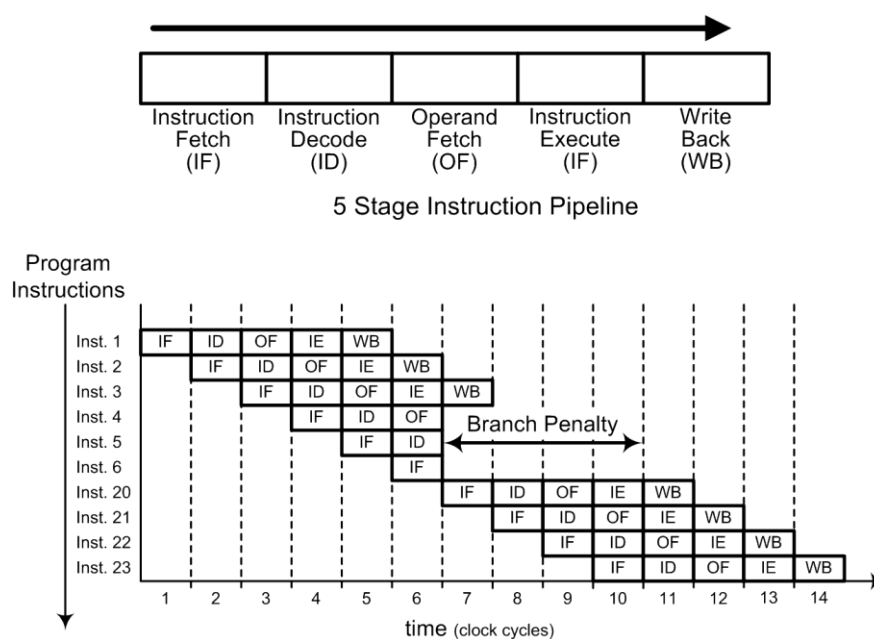 Instruction Fetch (IF)
Instruction Decode (ID)
Operand Fetch (OF)
Instruction Execute (IF)
Write Back (WB)
5 Stage Instruction Pipeline
Program
Instructions
Inst. 1 IF ID OF IE WB
Inst. 2 IF ID OF IE WB
Inst. 3 IF ID OF IE WB
Inst. 4 IF ID OF
Branch Penalty
Inst. 5 IF ID
Inst. 6 IF
Inst. 20 IF ID OF IE WB
Inst. 21 IF ID OF IE WB
Inst. 22 IF ID OF IE WB
Inst. 23 IF ID OF IE WB
1 2 3 4 5 6 7 8 9 10 11 12 13 14
time (clock cycles)